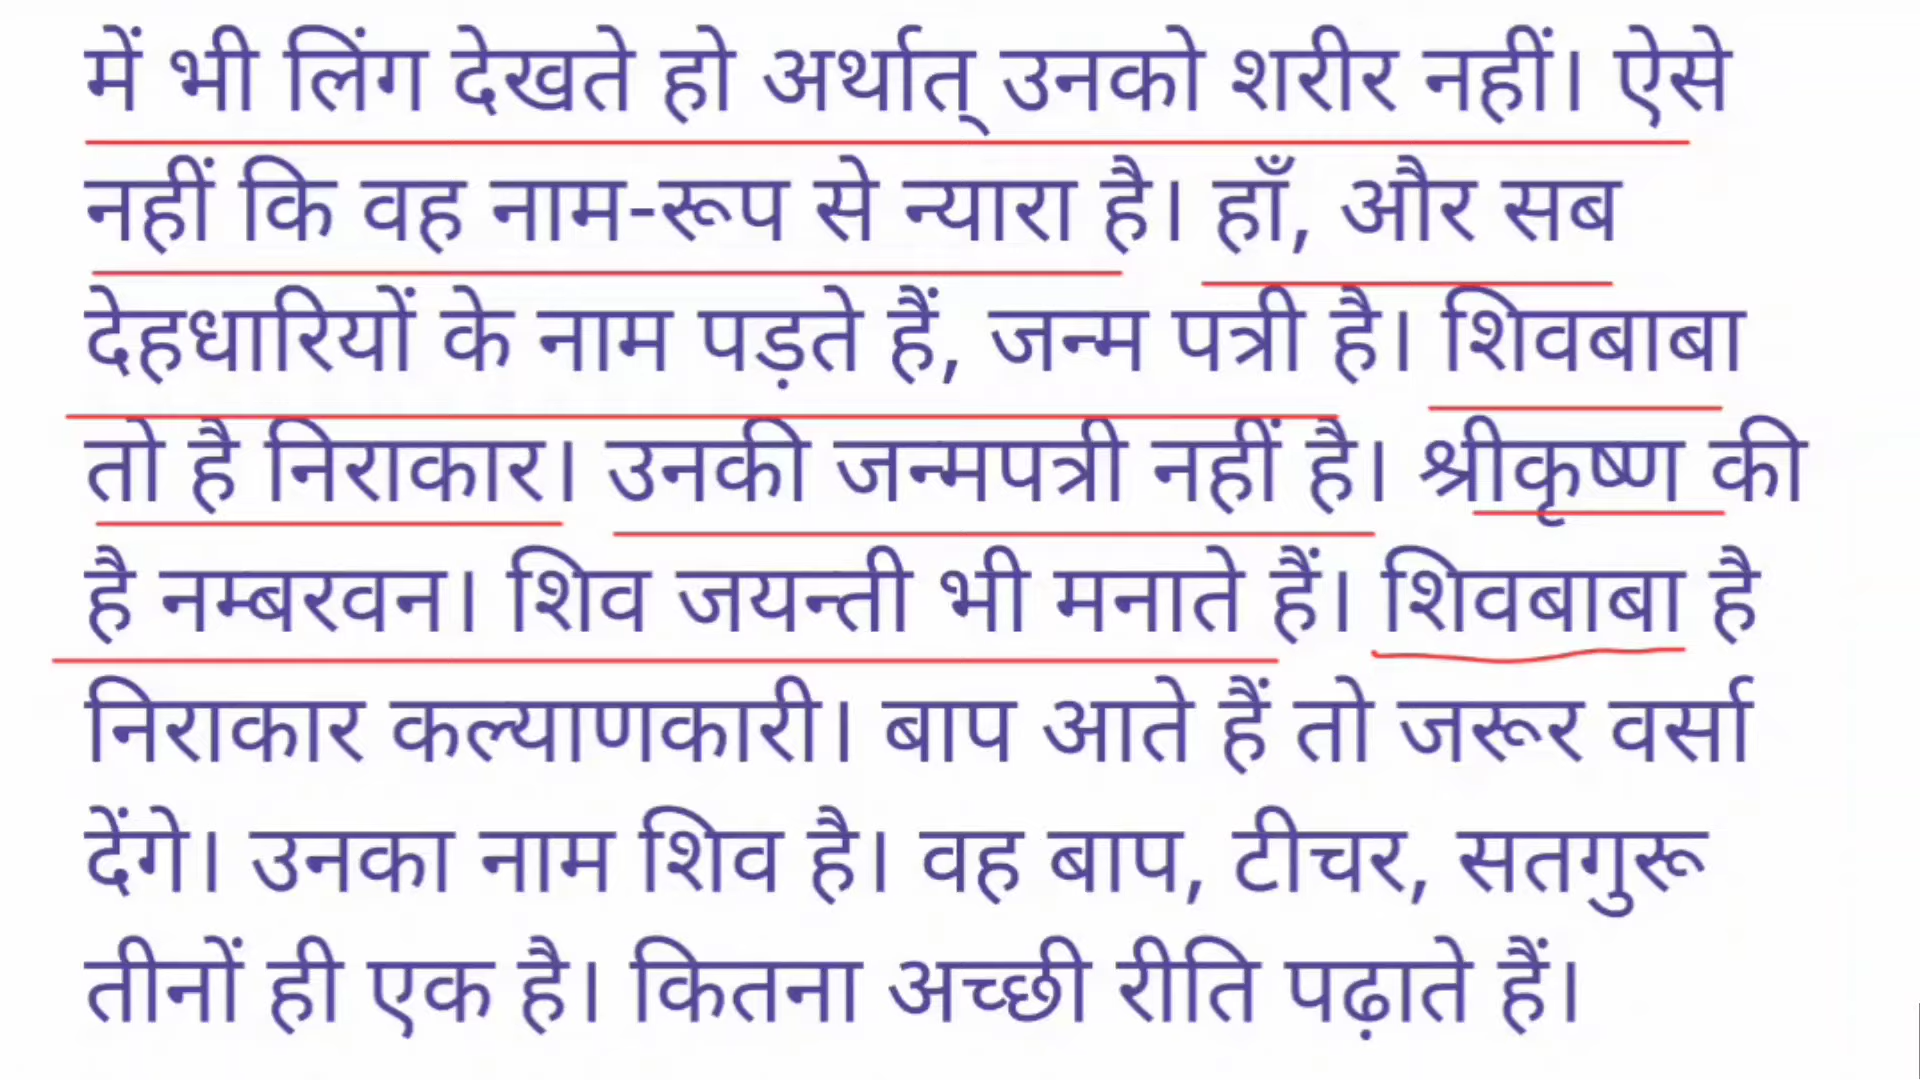 में भी लिंग देखते हो अर्थात् उनको शरीर नहीं। ऐसे
नहीं कि वह नाम-रूप से न्यारा है। हाँ, और सब
देहधारियों के नाम पड़ते हैं, जन्म पत्री है। शिवबाबा
तो है निराकार। उनकी जन्मपत्री नहीं है। श्रीकृष्ण की
है नम्बरवन। शिव जयन्ती भी मनाते हैं। शिवबाबा है
निराकार कल्याणकारी। बाप आते हैं तो जरूर वर्सा
देंगे। उनका नाम शिव है। वह बाप, टीचर, सतगुरू
तीनों ही एक है। कितना अच्छी रीति पढ़ाते हैं।